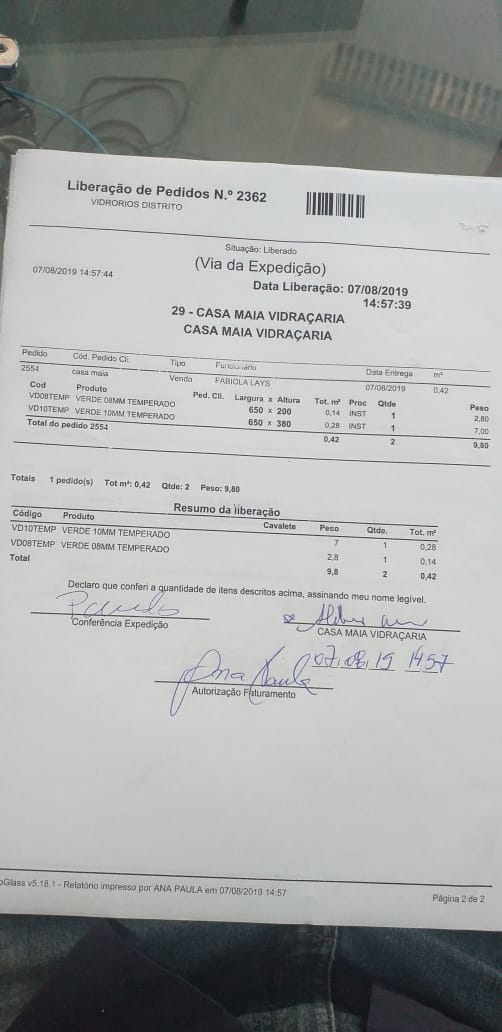 Liberação de Pedidos N.º 2362
VIDRORIOS DISTRITO
Situação: Liberado
(Via da Expedição)
07/08/2019 14:57:44
Data Liberação: 07/08/2019
14:57:39
29 - CASA MAIA VIDRAÇARIA
CASA MAIA VIDRAÇARIA
Pedido Cód. Pedido Cli. Tipo Funcionário Data Entrega m²
2554 casa maia Venda FABIOLA LAYS 07/08/2019 0,42
Cod Produto Ped. Cli. Largura x Altura Tot. m² Proc Qtde Peso
VD08TEMP VERDE 08MM TEMPERADO 650 x 200 0,14 INST 1 2,80
VD10TEMP VERDE 10MM TEMPERADO 650 x 380 0,28 INST 1 7,00
Total do pedido 2554 0,42 2 9,80
Totais 1 pedido(s) Tot m²: 0,42 Qtde: 2 Peso: 9,80
Resumo da liberação
Código Produto Cavalete Peso Qtde. Tot. m²
VD10TEMP VERDE 10MM TEMPERADO 7 1 0,28
VD08TEMP VERDE 08MM TEMPERADO 2,8 1 0,14
Total 9,8 2 0,42
Declaro que conferi a quantidade de itens descritos acima, assinando meu nome legível.
Conferência Expedição
CASA MAIA VIDRAÇARIA
07,08,19 14:57
Ana Paula
Autorização Faturamento
Glass v5.18.1 - Relatório impresso por ANA PAULA em 07/08/2019 14:57
Página 2 de 2